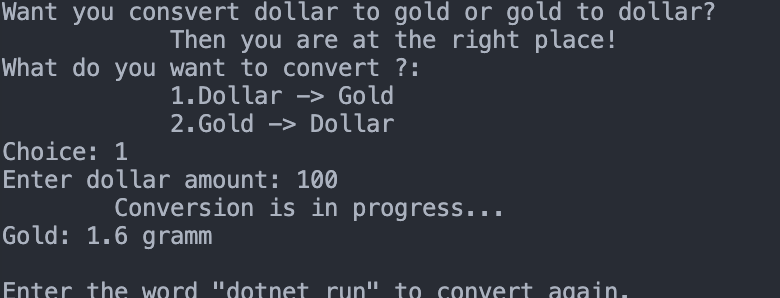 Want you consvert dollar to gold or gold to dollar?
Then you are at the right place!
What do you want to convert ?:
1.Dollar -> Gold
2.Gold -> Dollar
Choice: 1
Enter dollar amount: 100
Conversion is in progress...
Gold: 1.6 gramm
Enter the word "dotnet run" to convert again.